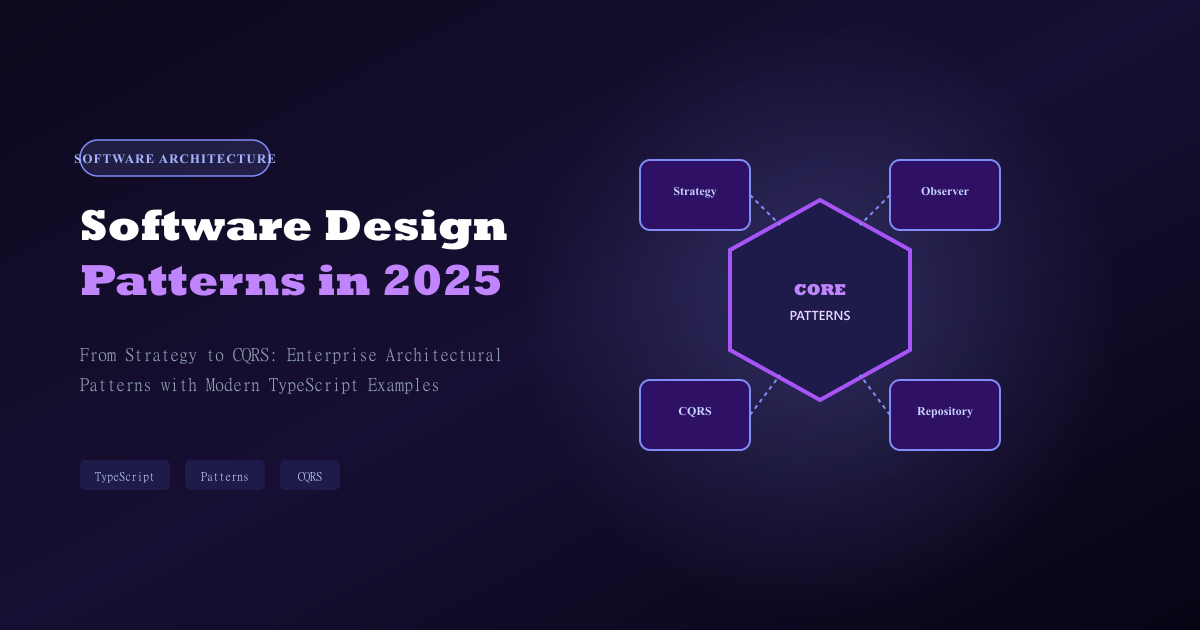 SOFTWARE ARCHITECTURE
Software Design
Patterns in 2025
From Strategy to CQRS: Enterprise Architectural
Patterns with Modern TypeScript Examples
TypeScript
Patterns
CQRS
Strategy
Observer
CORE
PATTERNS
CQRS
Repository